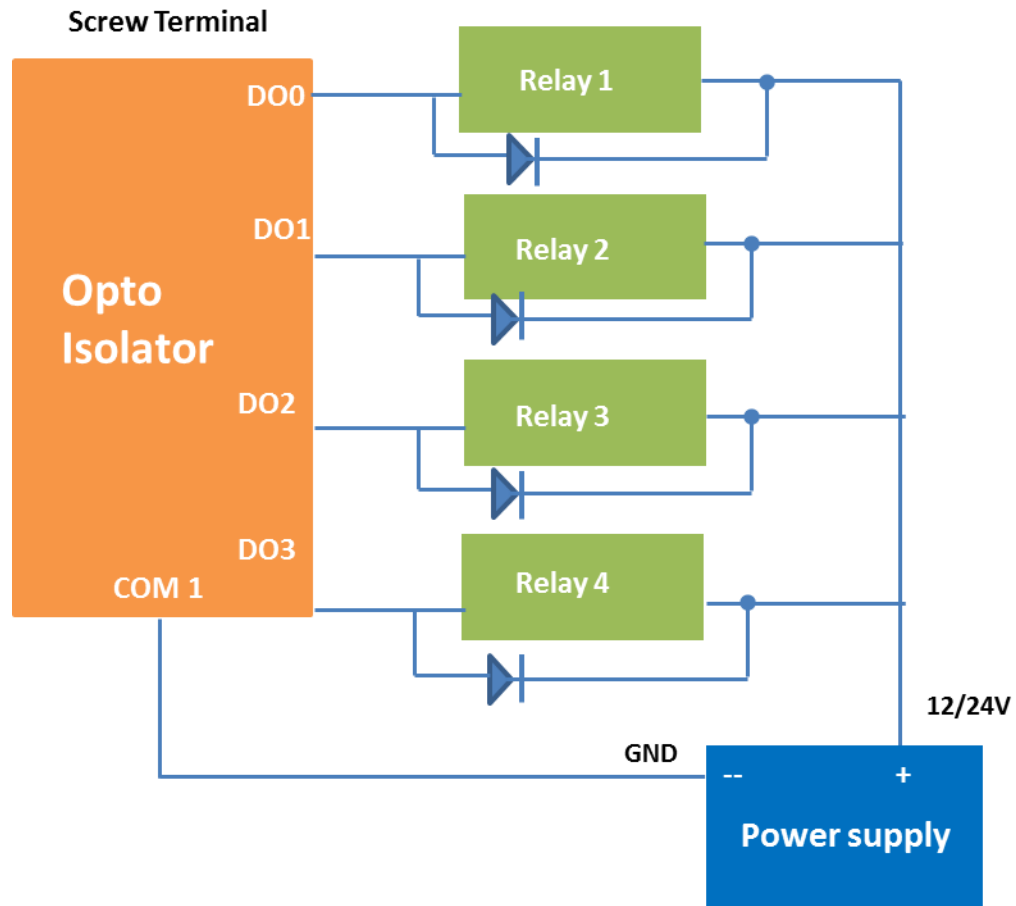 Screw Terminal
DO0
Relay 1
DO1
Relay 2
Opto
Isolator
DO2
Relay 3
DO3
Relay 4
COM 1
12/24V
GND
-- +
Power supply